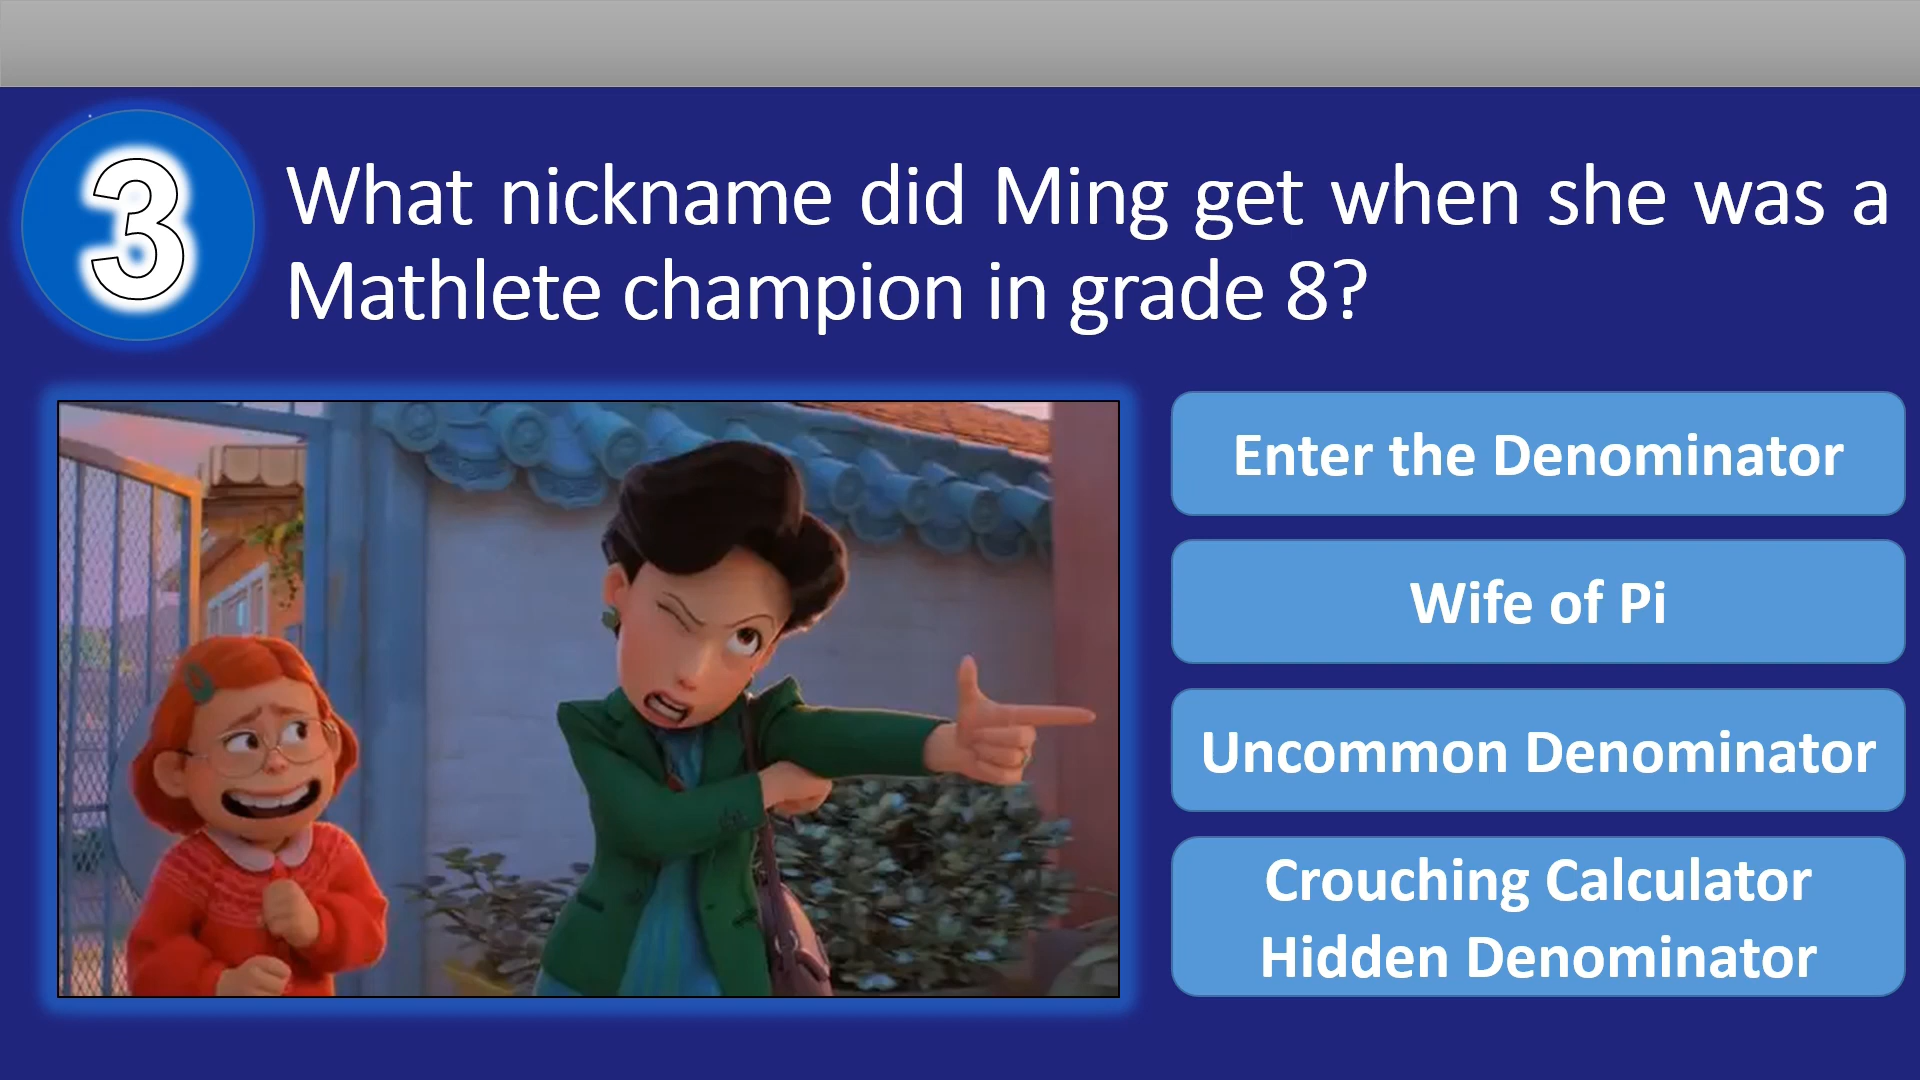 3
What nickname did Ming get when she was a
Mathlete champion in grade 8?
Enter the Denominator
Wife of Pi
Uncommon Denominator
Crouching Calculator
Hidden Denominator